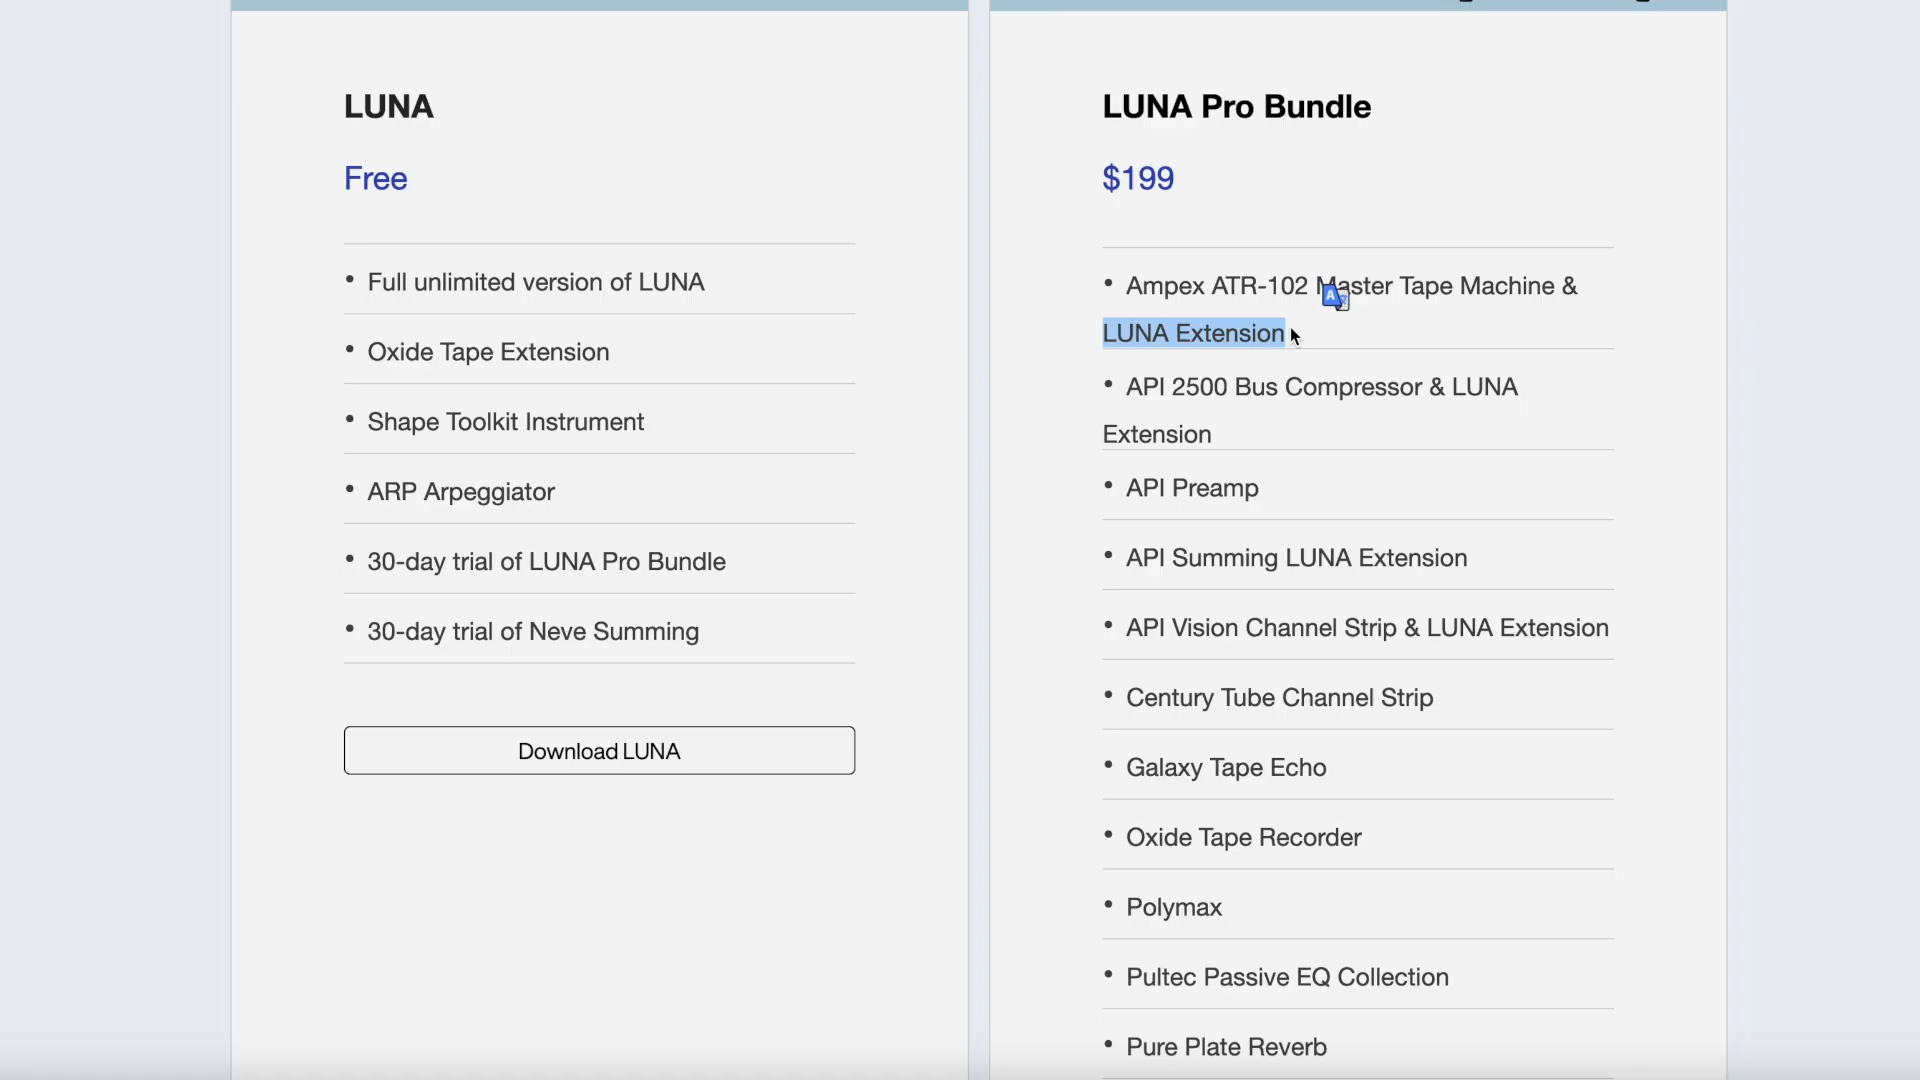 LUNA
Free
• Full unlimited version of LUNA
• Oxide Tape Extension
• Shape Toolkit Instrument
• ARP Arpeggiator
• 30-day trial of LUNA Pro Bundle
• 30-day trial of Neve Summing
Download LUNA
LUNA Pro Bundle
$199
• Ampex ATR-102 Master Tape Machine &
LUNA Extension
• API 2500 Bus Compressor & LUNA
Extension
• API Preamp
• API Summing LUNA Extension
• API Vision Channel Strip & LUNA Extension
• Century Tube Channel Strip
• Galaxy Tape Echo
• Oxide Tape Recorder
• Polymax
• Pultec Passive EQ Collection
• Pure Plate Reverb